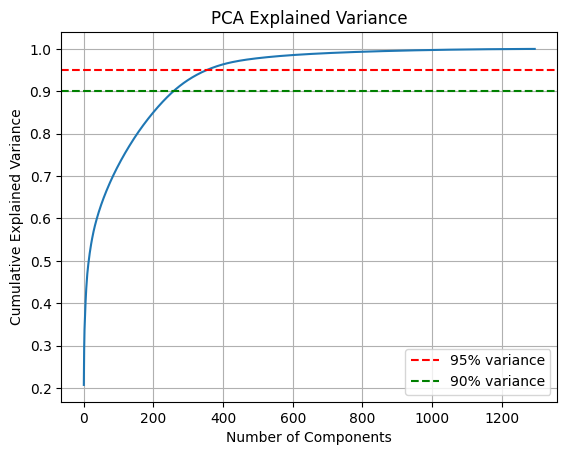 PCA Explained Variance
Cumulative Explained Variance
1.0
0.9
0.8
0.7
0.6
0.5
0.4
0.3
0.2
95% variance
90% variance
0 200 400 600 800 1000 1200
Number of Components